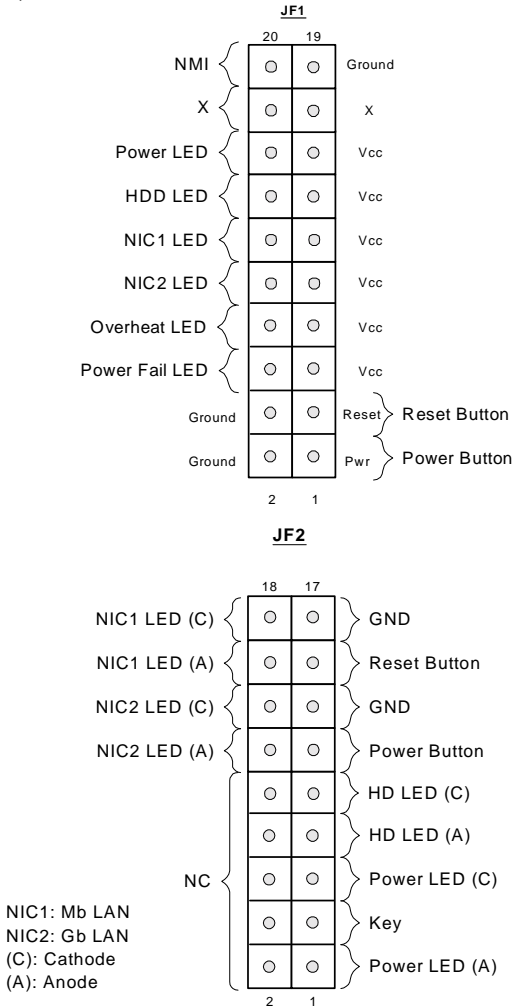 JF1
20 19
NMI Ground
X X
Power LED Vcc
HDD LED Vcc
NIC1 LED Vcc
NIC2 LED Vcc
Overheat LED Vcc
Power Fail LED Vcc
Ground Reset Reset Button
Ground Pwr Power Button
2 1
JF2
18 17
NIC1 LED (C) GND
NIC1 LED (A) Reset Button
NIC2 LED (C) GND
NIC2 LED (A) Power Button
HD LED (C)
HD LED (A)
NC Power LED (C)
Key
Power LED (A)
NIC1: Mb LAN
NIC2: Gb LAN
(C): Cathode
(A): Anode
2 1